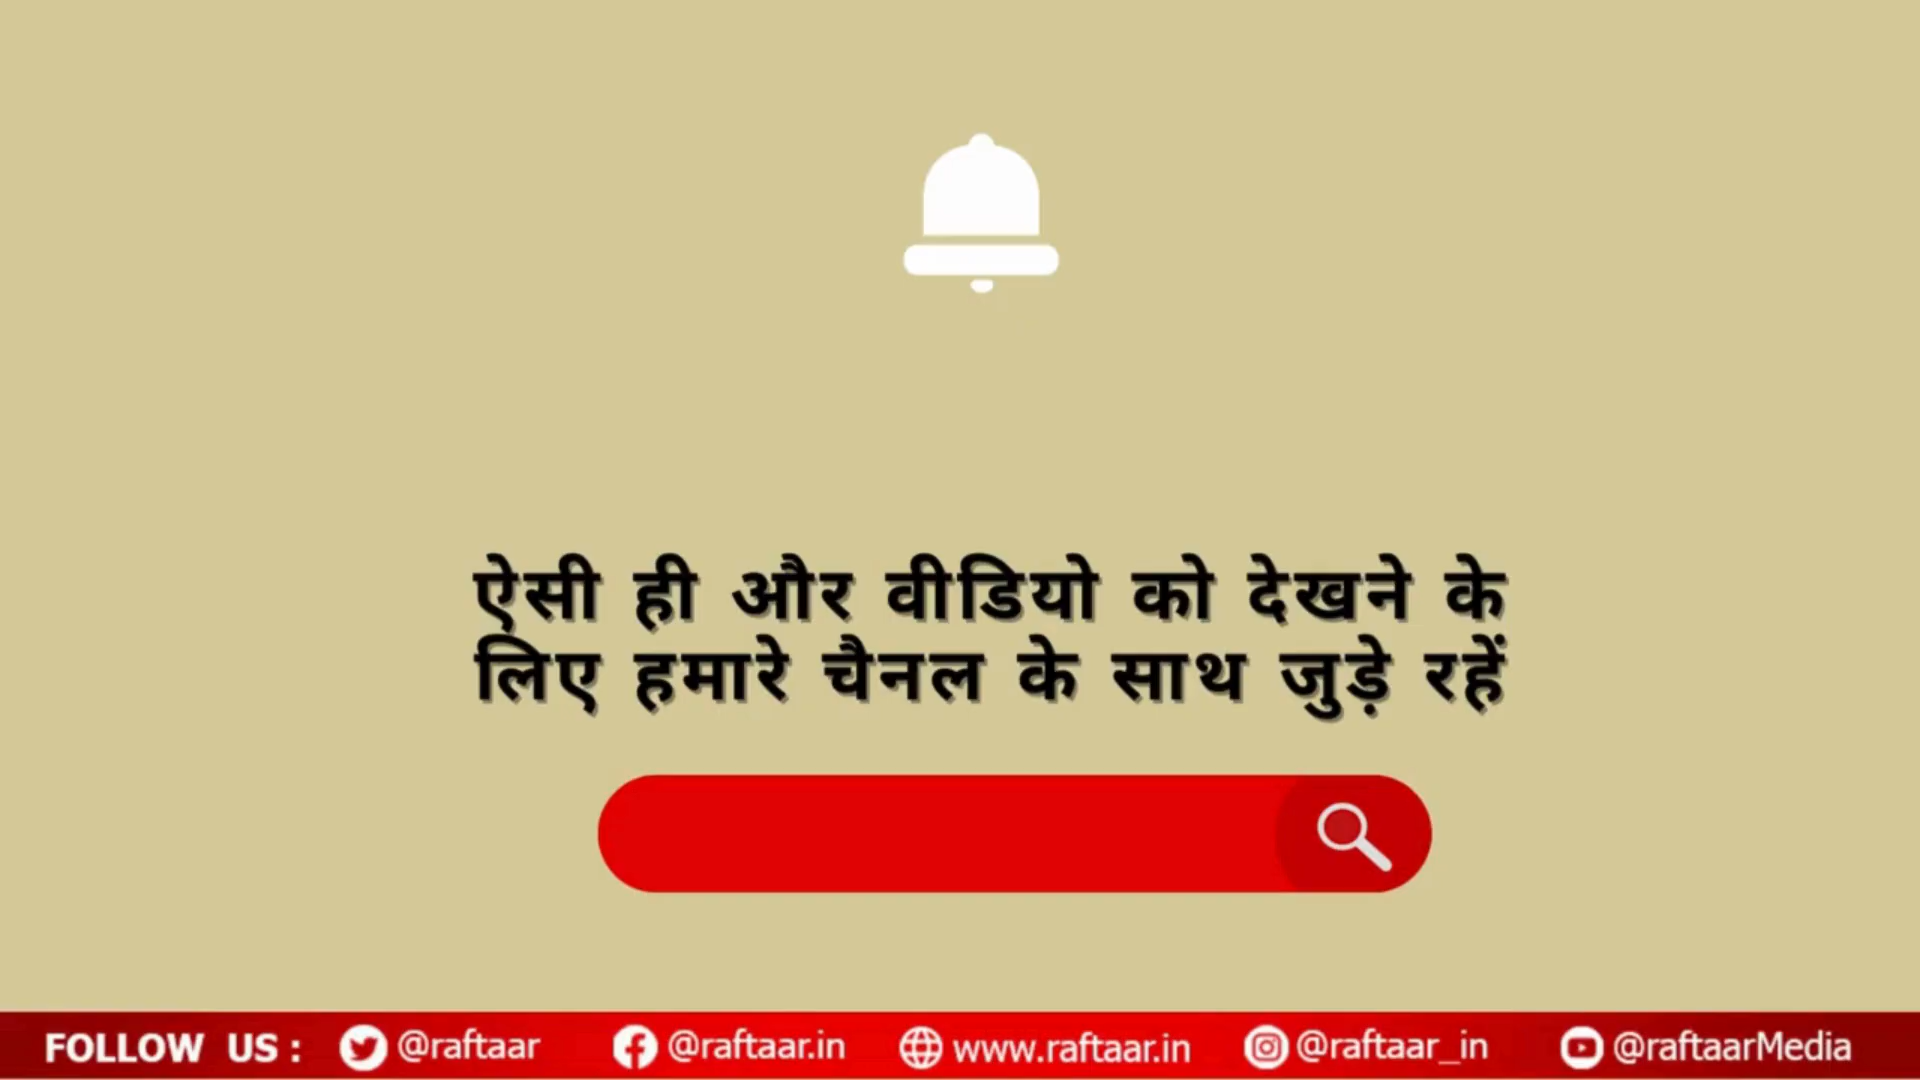 ऐसी ही और वीडियो को देखने के
लिए हमारे चैनल के साथ जुड़े रहें
FOLLOW US : @raftaar @raftaar.in www.raftaar.in @raftaar_in @raftaarMedia